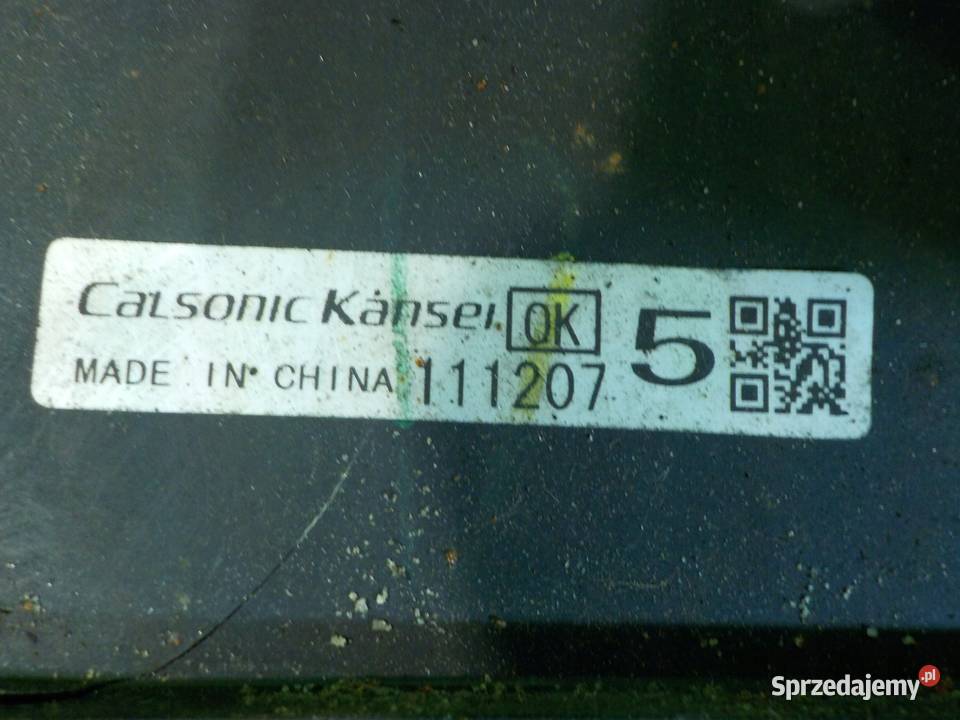 CalsonIc Kansei OK 5
MADE IN CHINA 111207
Sprzedajemy.pl